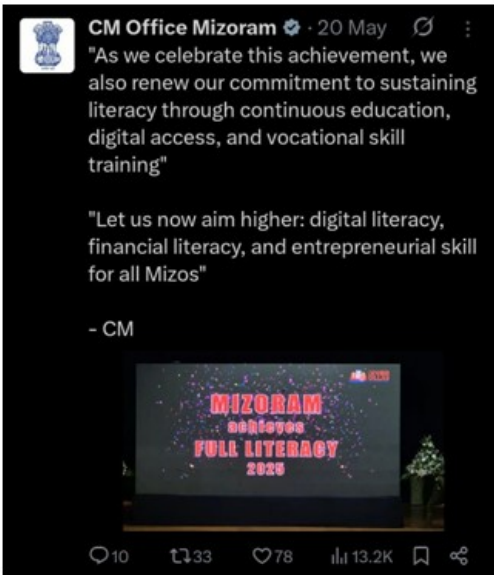 CM Office Mizoram · 20 May
"As we celebrate this achievement, we
also renew our commitment to sustaining
literacy through continuous education,
digital access, and vocational skill
training"
"Let us now aim higher: digital literacy,
financial literacy, and entrepreneurial skill
for all Mizos"
- CM
MIZORAM
achieves
FULL LITERACY
2025
10 33 78 13.2K